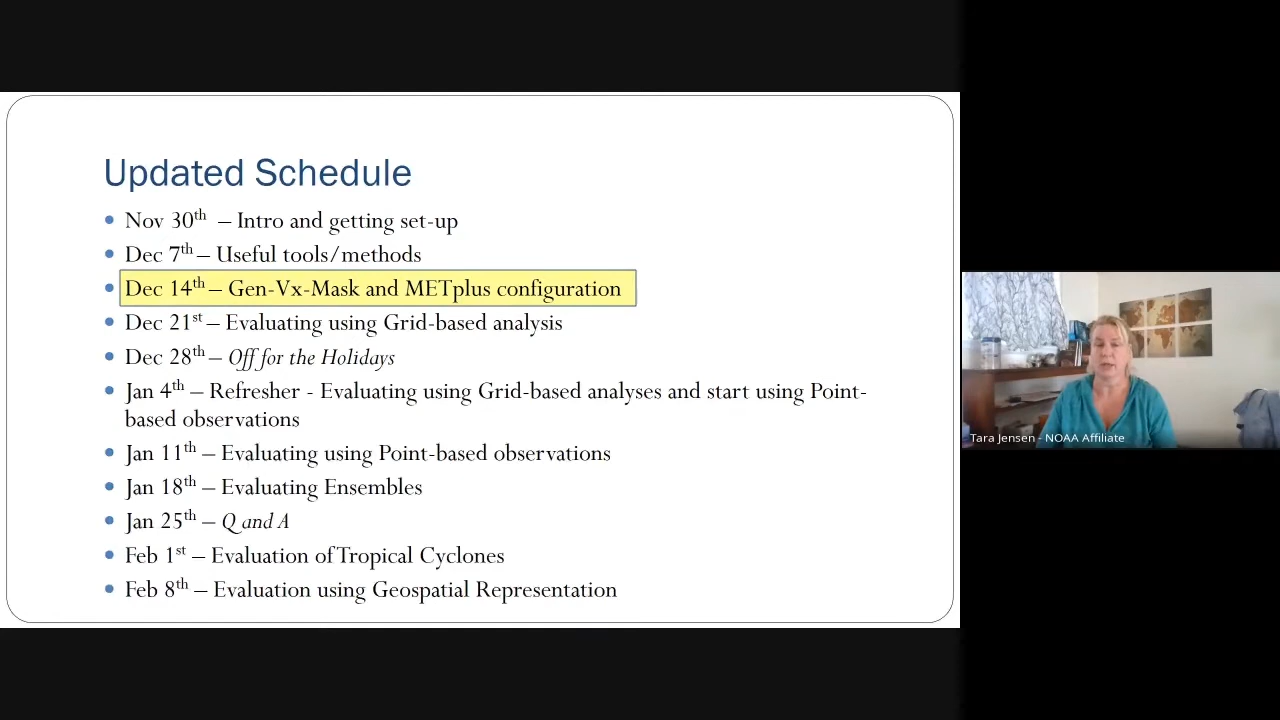 Updated Schedule
Nov 30th – Intro and getting set-up
Dec 7th – Useful tools/methods
Dec 14th – Gen-Vx-Mask and METplus configuration
Dec 21st – Evaluating using Grid-based analysis
Dec 28th – Off for the Holidays
Jan 4th – Refresher - Evaluating using Grid-based analyses and start using Point-
based observations
Jan 11th – Evaluating using Point-based observations
Jan 18th – Evaluating Ensembles
Jan 25th – Q and A
Feb 1st – Evaluation of Tropical Cyclones
Feb 8th – Evaluation using Geospatial Representation
Tara Jensen - NOAA Affiliate